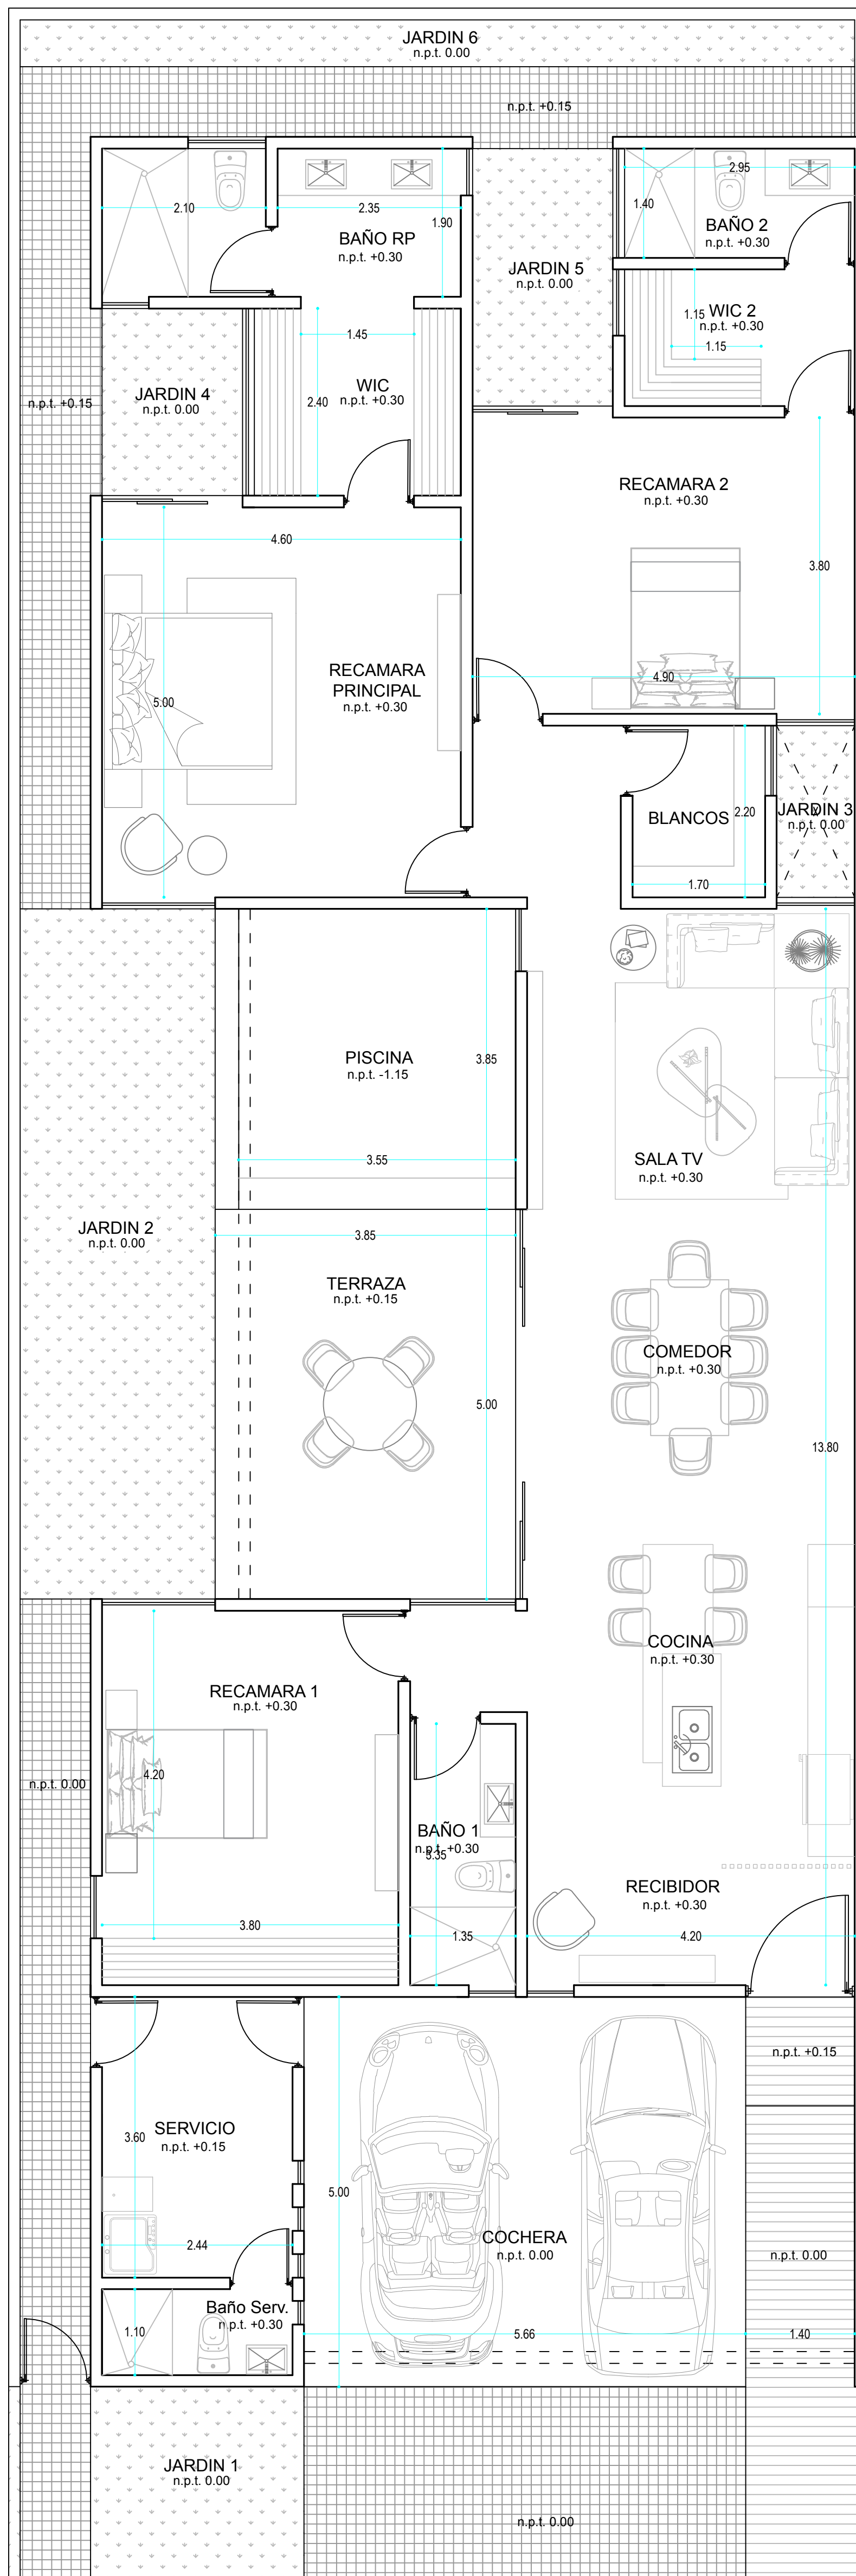 JARDIN 6
n.p.t. 0.00
n.p.t. +0.15
2.10
2.35
1.90
BAÑO RP
n.p.t. +0.30
2.95
1.40
BAÑO 2
n.p.t. +0.30
JARDIN 5
n.p.t. 0.00
1.15
WIC 2
n.p.t. +0.30
1.15
1.45
WIC
n.p.t. +0.30
2.40
JARDIN 4
n.p.t. 0.00
n.p.t. +0.15
RECAMARA 2
n.p.t. +0.30
4.60
3.80
RECAMARA
PRINCIPAL
n.p.t. +0.30
4.90
5.00
BLANCOS
2.20
JARDIN 3
n.p.t. 0.00
1.70
PISCINA
n.p.t. -1.15
3.85
3.55
SALA TV
n.p.t. +0.30
JARDIN 2
n.p.t. 0.00
3.85
TERRAZA
n.p.t. +0.15
COMEDOR
n.p.t. +0.30
5.00
13.80
COCINA
n.p.t. +0.30
RECAMARA 1
n.p.t. +0.30
4.20
n.p.t. 0.00
BAÑO 1
n.p.t. +0.30
3.35
RECIBIDOR
n.p.t. +0.30
3.80
1.35
4.20
n.p.t. +0.15
SERVICIO
n.p.t. +0.15
3.60
5.00
2.44
COCHERA
n.p.t. 0.00
n.p.t. 0.00
Baño Serv.
n.p.t. +0.30
1.10
5.66
1.40
JARDIN 1
n.p.t. 0.00
n.p.t. 0.00